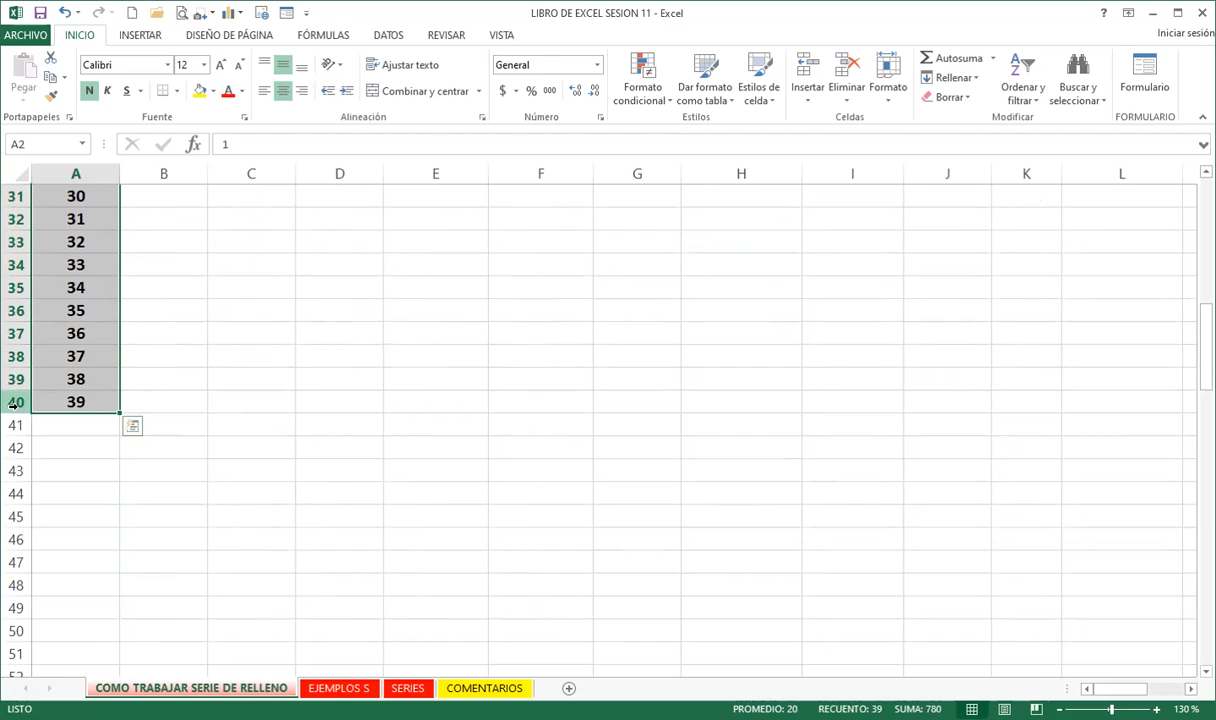 LIBRO DE EXCEL SESION 11 - Excel
Iniciar sesión
ARCHIVO INICIO INSERTAR DISEÑO DE PÁGINA FÓRMULAS DATOS REVISAR VISTA
Pegar
Calibri 12
N K S
Ajustar texto
Combinar y centrar
General
$ % 000
Formato condicional
Dar formato como tabla
Estilos de celda
Insertar Eliminar Formato
Autosuma
Rellenar
Borrar
Ordenar y filtrar
Buscar y seleccionar
Formulario
Portapapeles Fuente Alineación Número Estilos Celdas Modificar FORMULARIO
A2 fx 1
A B C D E F G H I J K L
31 30
32 31
33 32
34 33
35 34
36 35
37 36
38 37
39 38
40 39
41
42
43
44
45
46
47
48
49
50
51
52
COMO TRABAJAR SERIE DE RELLENO EJEMPLOS S SERIES COMENTARIOS
LISTO PROMEDIO: 20 RECUENTO: 39 SUMA: 780 130 %